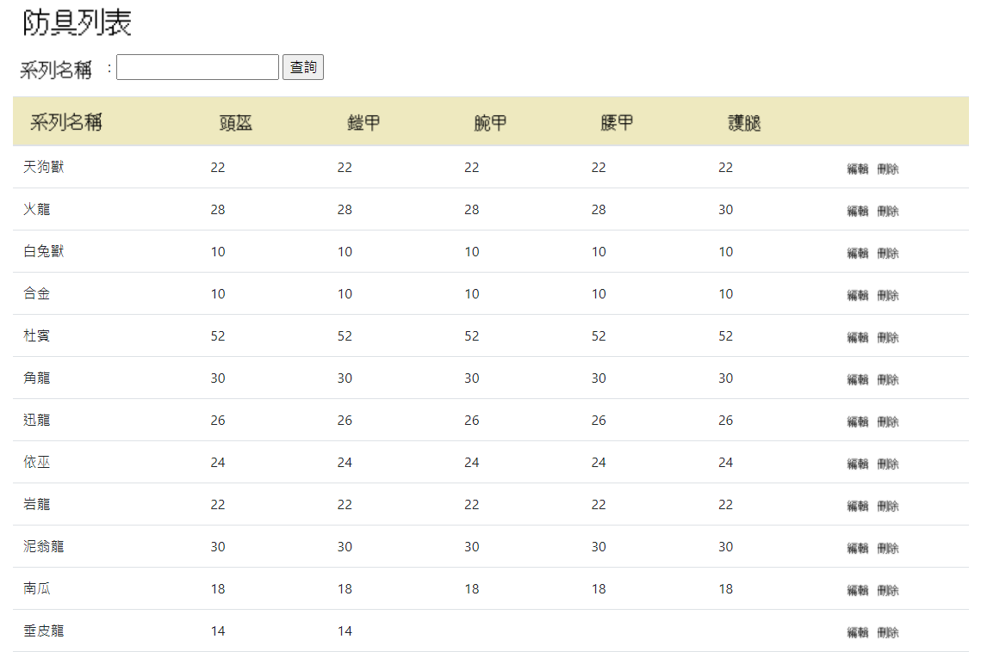 防具列表
系列名稱 : 查詢
系列名稱 頭盔 鎧甲 腕甲 腰甲 護腿
天狗獸 22 22 22 22 22 編輯 刪除
火龍 28 28 28 28 30 編輯 刪除
白兔獸 10 10 10 10 10 編輯 刪除
合金 10 10 10 10 10 編輯 刪除
杜賓 52 52 52 52 52 編輯 刪除
角龍 30 30 30 30 30 編輯 刪除
迅龍 26 26 26 26 26 編輯 刪除
依巫 24 24 24 24 24 編輯 刪除
岩龍 22 22 22 22 22 編輯 刪除
泥翁龍 30 30 30 30 30 編輯 刪除
南瓜 18 18 18 18 18 編輯 刪除
垂皮龍 14 14 編輯 刪除